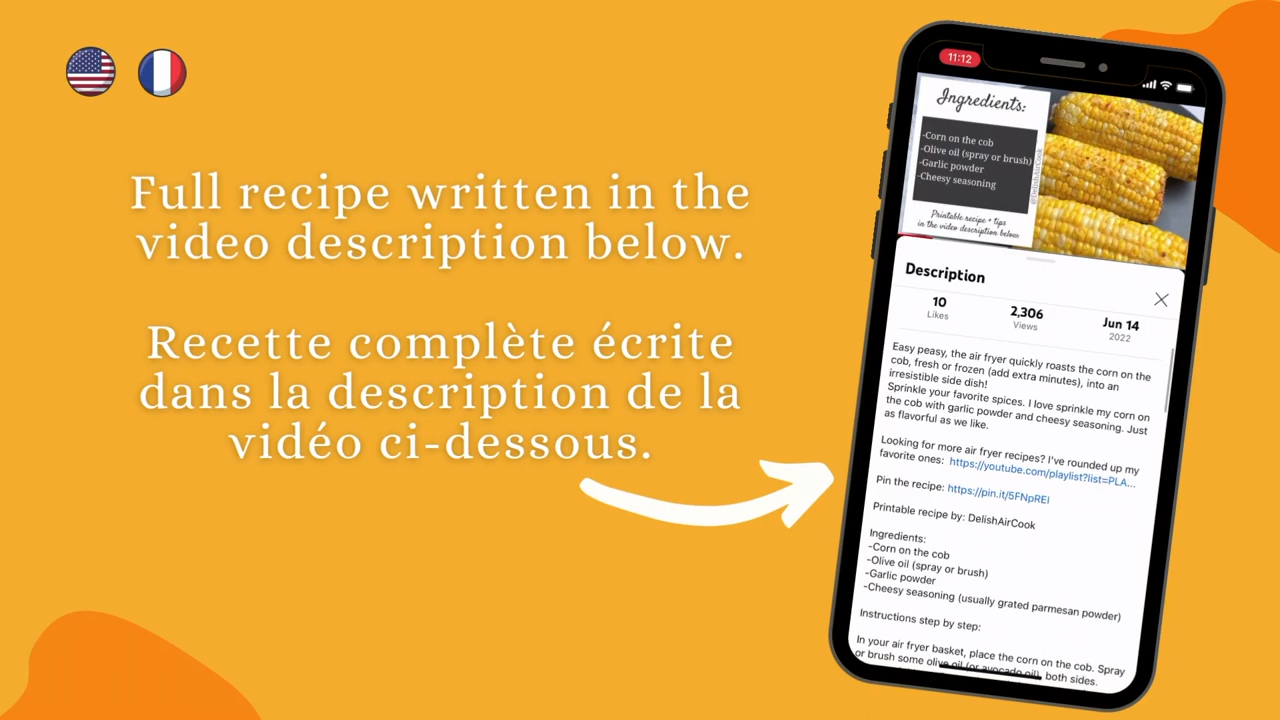 Full recipe written in the
video description below.
Recette complète écrite
dans la description de la
vidéo ci-dessous.
11:12
Ingredients:
-Corn on the cob
-Olive oil (spray or brush)
-Garlic powder
-Cheesy seasoning
Printable recipe + tips
in the video description below
@DelishAirCook
Description
10
Likes
2,306
Views
Jun 14
2022
Easy peasy, the air fryer quickly roasts the corn on the
cob, fresh or frozen (add extra minutes), into an
irresistible side dish!
Sprinkle your favorite spices. I love sprinkle my corn on
the cob with garlic powder and cheesy seasoning. Just
as flavorful as we like.
Looking for more air fryer recipes? I've rounded up my
favorite ones: https://youtube.com/playlist?list=PLA...
Pin the recipe: https://pin.it/5FNpREI
Printable recipe by: DelishAirCook
Ingredients:
-Corn on the cob
-Olive oil (spray or brush)
-Garlic powder
-Cheesy seasoning (usually grated parmesan powder)
Instructions step by step:
In your air fryer basket, place the corn on the cob. Spray
or brush some olive oil (or avocado oil), both sides.